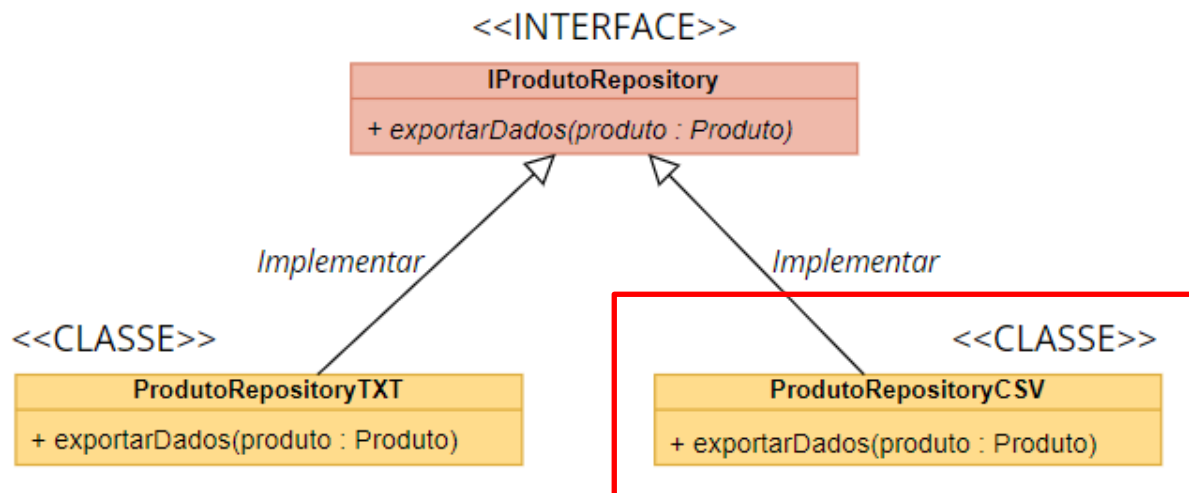 <<INTERFACE>>
IProdutoRepository
+ exportarDados(produto : Produto)
Implementar
Implementar
<<CLASSE>>
<<CLASSE>>
ProdutoRepositoryTXT
ProdutoRepositoryCSV
+ exportarDados(produto : Produto)
+ exportarDados(produto : Produto)